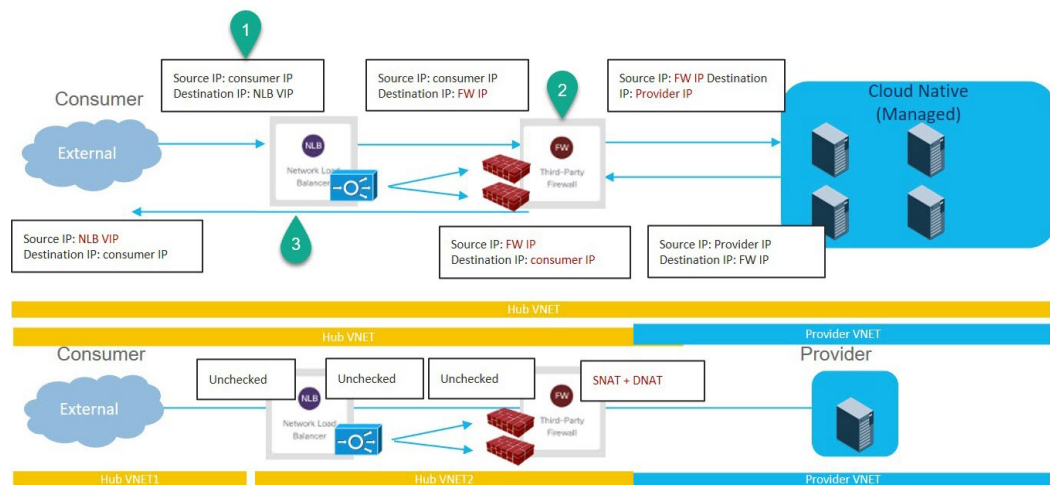 1
Source IP: consumer IP
Destination IP: NLB VIP
Source IP: consumer IP
Destination IP: FW IP
2
Source IP: FW IP Destination
IP: Provider IP
Consumer
External
NLB
Network Load
Balancer
FW
Third-Party
Firewall
Cloud Native
(Managed)
Source IP: NLB VIP
Destination IP: consumer IP
3
Source IP: FW IP
Destination IP: consumer IP
Source IP: Provider IP
Destination IP: FW IP
Hub VNET
Hub VNET
Provider VNET
Consumer
Provider
External
Unchecked
Unchecked
Unchecked
SNAT + DNAT
NLB
Network Load
Balancer
FW
Third-Party
Firewall
Hub VNET1
Hub VNET2
Provider VNET